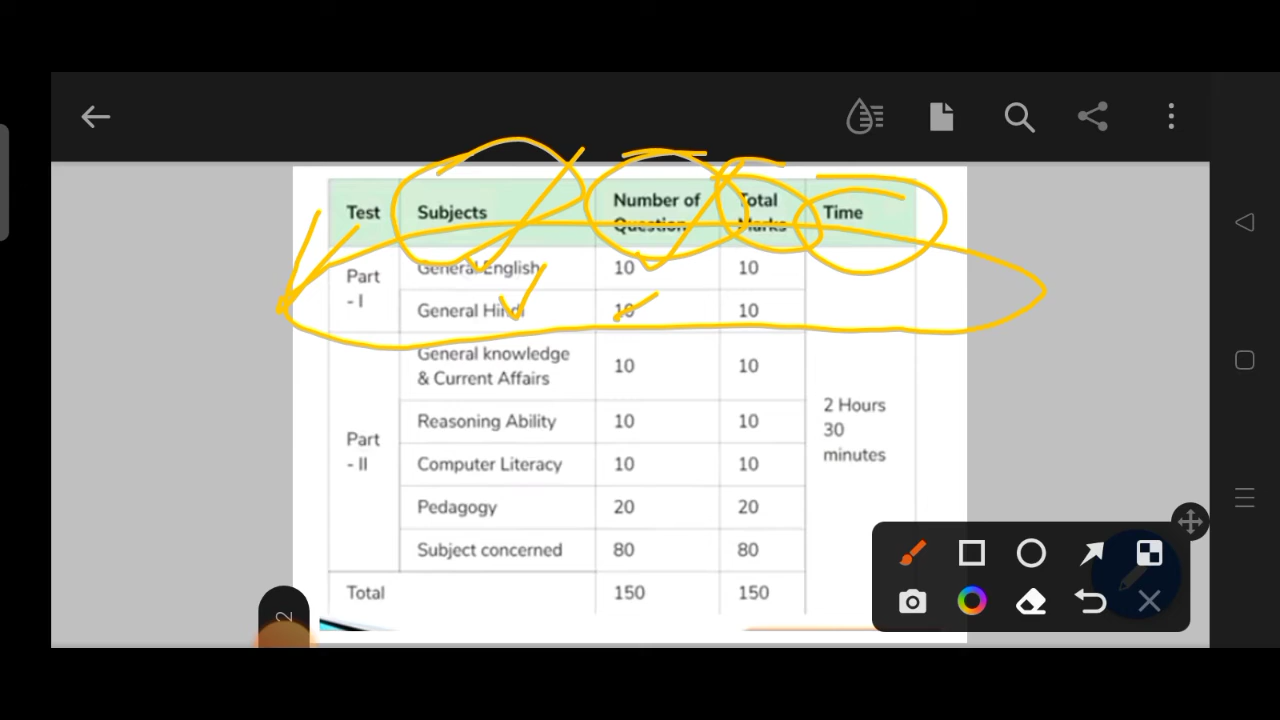 Test Subjects Number of Question Total Marks Time
Part - I General English 10 10
General Hindi 10 10
General knowledge & Current Affairs 10 10
Part - II Reasoning Ability 10 10
2 Hours 30 minutes
Computer Literacy 10 10
Pedagogy 20 20
Subject concerned 80 80
Total 150 150
2